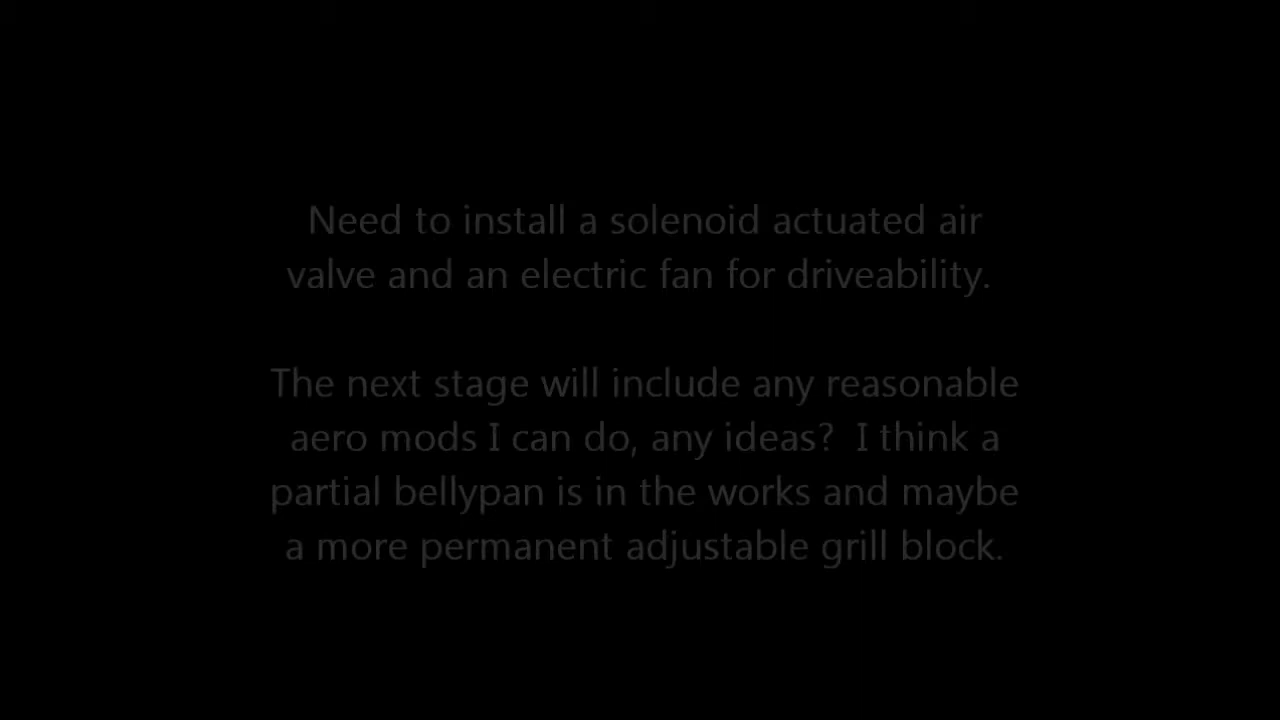 Need to install a solenoid actuated air
valve and an electric fan for driveability.
The next stage will include any reasonable
aero mods I can do, any ideas?  I think a
partial bellypan is in the works and maybe
a more permanent adjustable grill block.